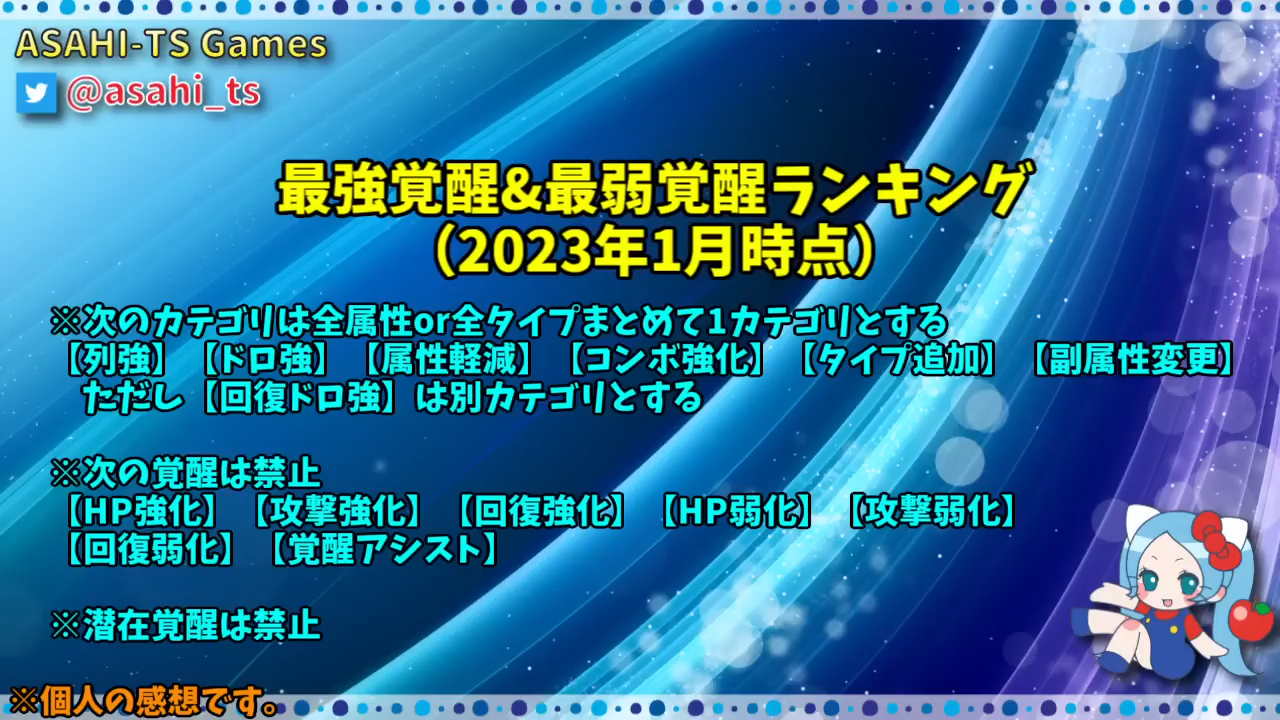 ASAHI-TS Games
@asahi_ts
最強覚醒&最弱覚醒ランキング
（2023年1月時点）
※次のカテゴリは全属性or全タイプまとめて1カテゴリとする
【列強】【ドロ強】【属性軽減】【コンボ強化】【タイプ追加】【副属性変更】
ただし【回復ドロ強】は別カテゴリとする
※次の覚醒は禁止
【HP強化】【攻撃強化】【回復強化】【HP弱化】【攻撃弱化】
【回復弱化】【覚醒アシスト】
※潜在覚醒は禁止
※個人の感想です。